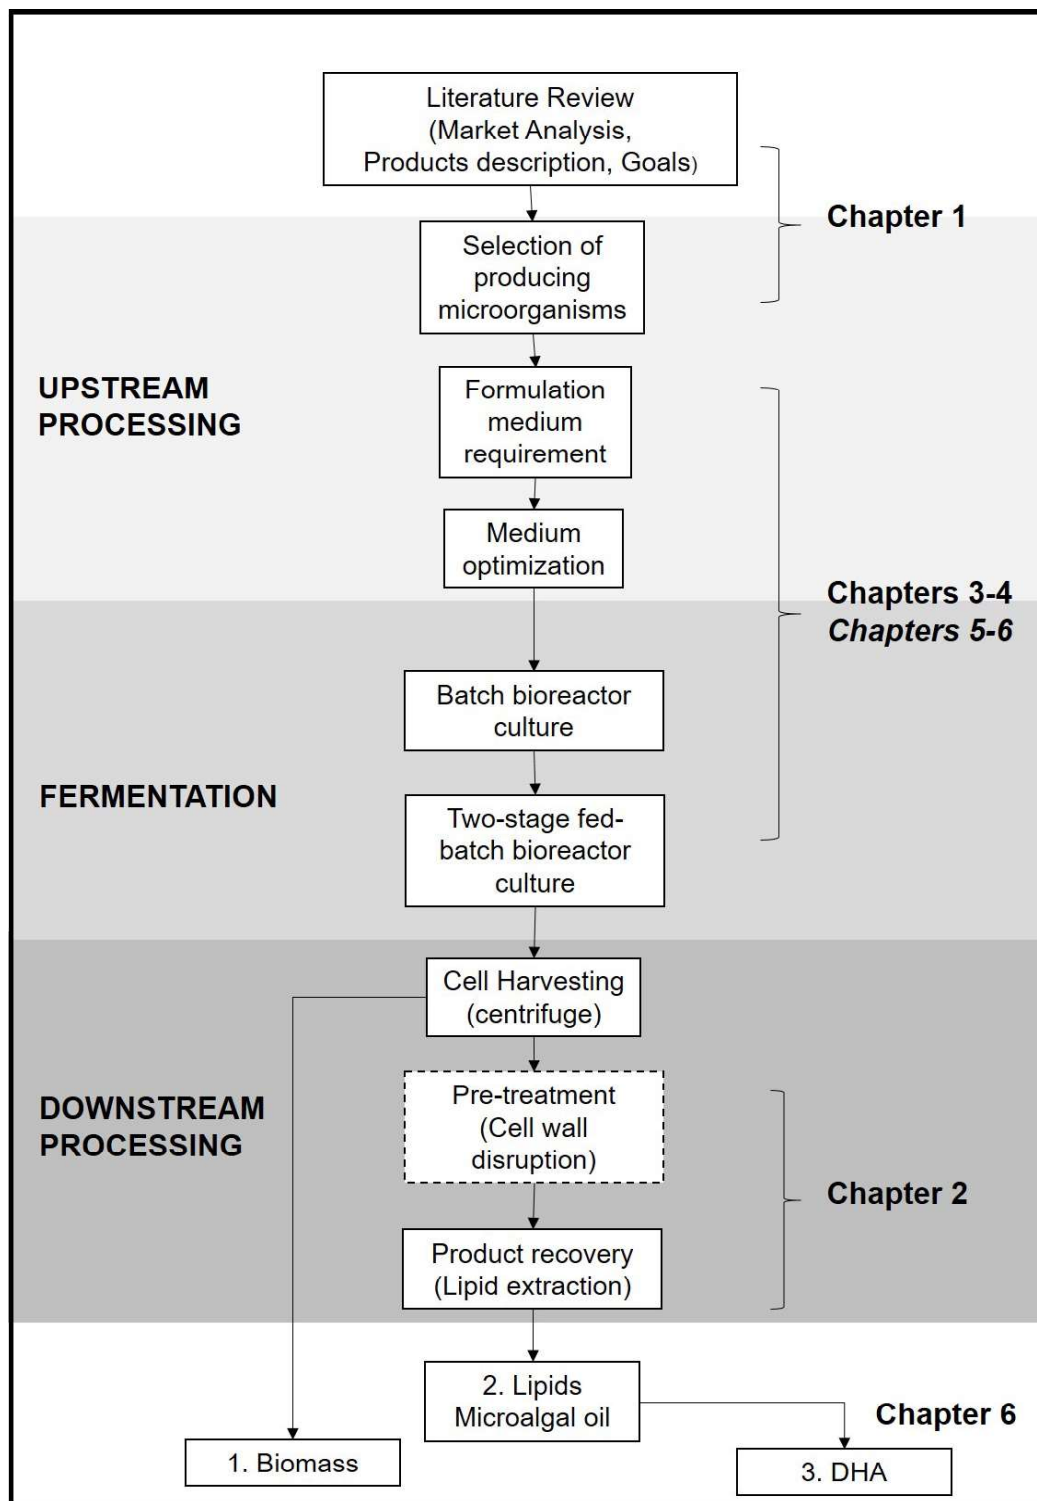 Literature Review
(Market Analysis,
Products description, Goals)
Chapter 1
Selection of
producing
microorganisms
UPSTREAM
PROCESSING
Formulation
medium
requirement
Medium
optimization
Chapters 3-4
Chapters 5-6
Batch bioreactor
culture
FERMENTATION
Two-stage fed-
batch bioreactor
culture
Cell Harvesting
(centrifuge)
DOWNSTREAM
PROCESSING
Pre-treatment
(Cell wall
disruption)
Chapter 2
Product recovery
(Lipid extraction)
2. Lipids
Microalgal oil
Chapter 6
1. Biomass
3. DHA